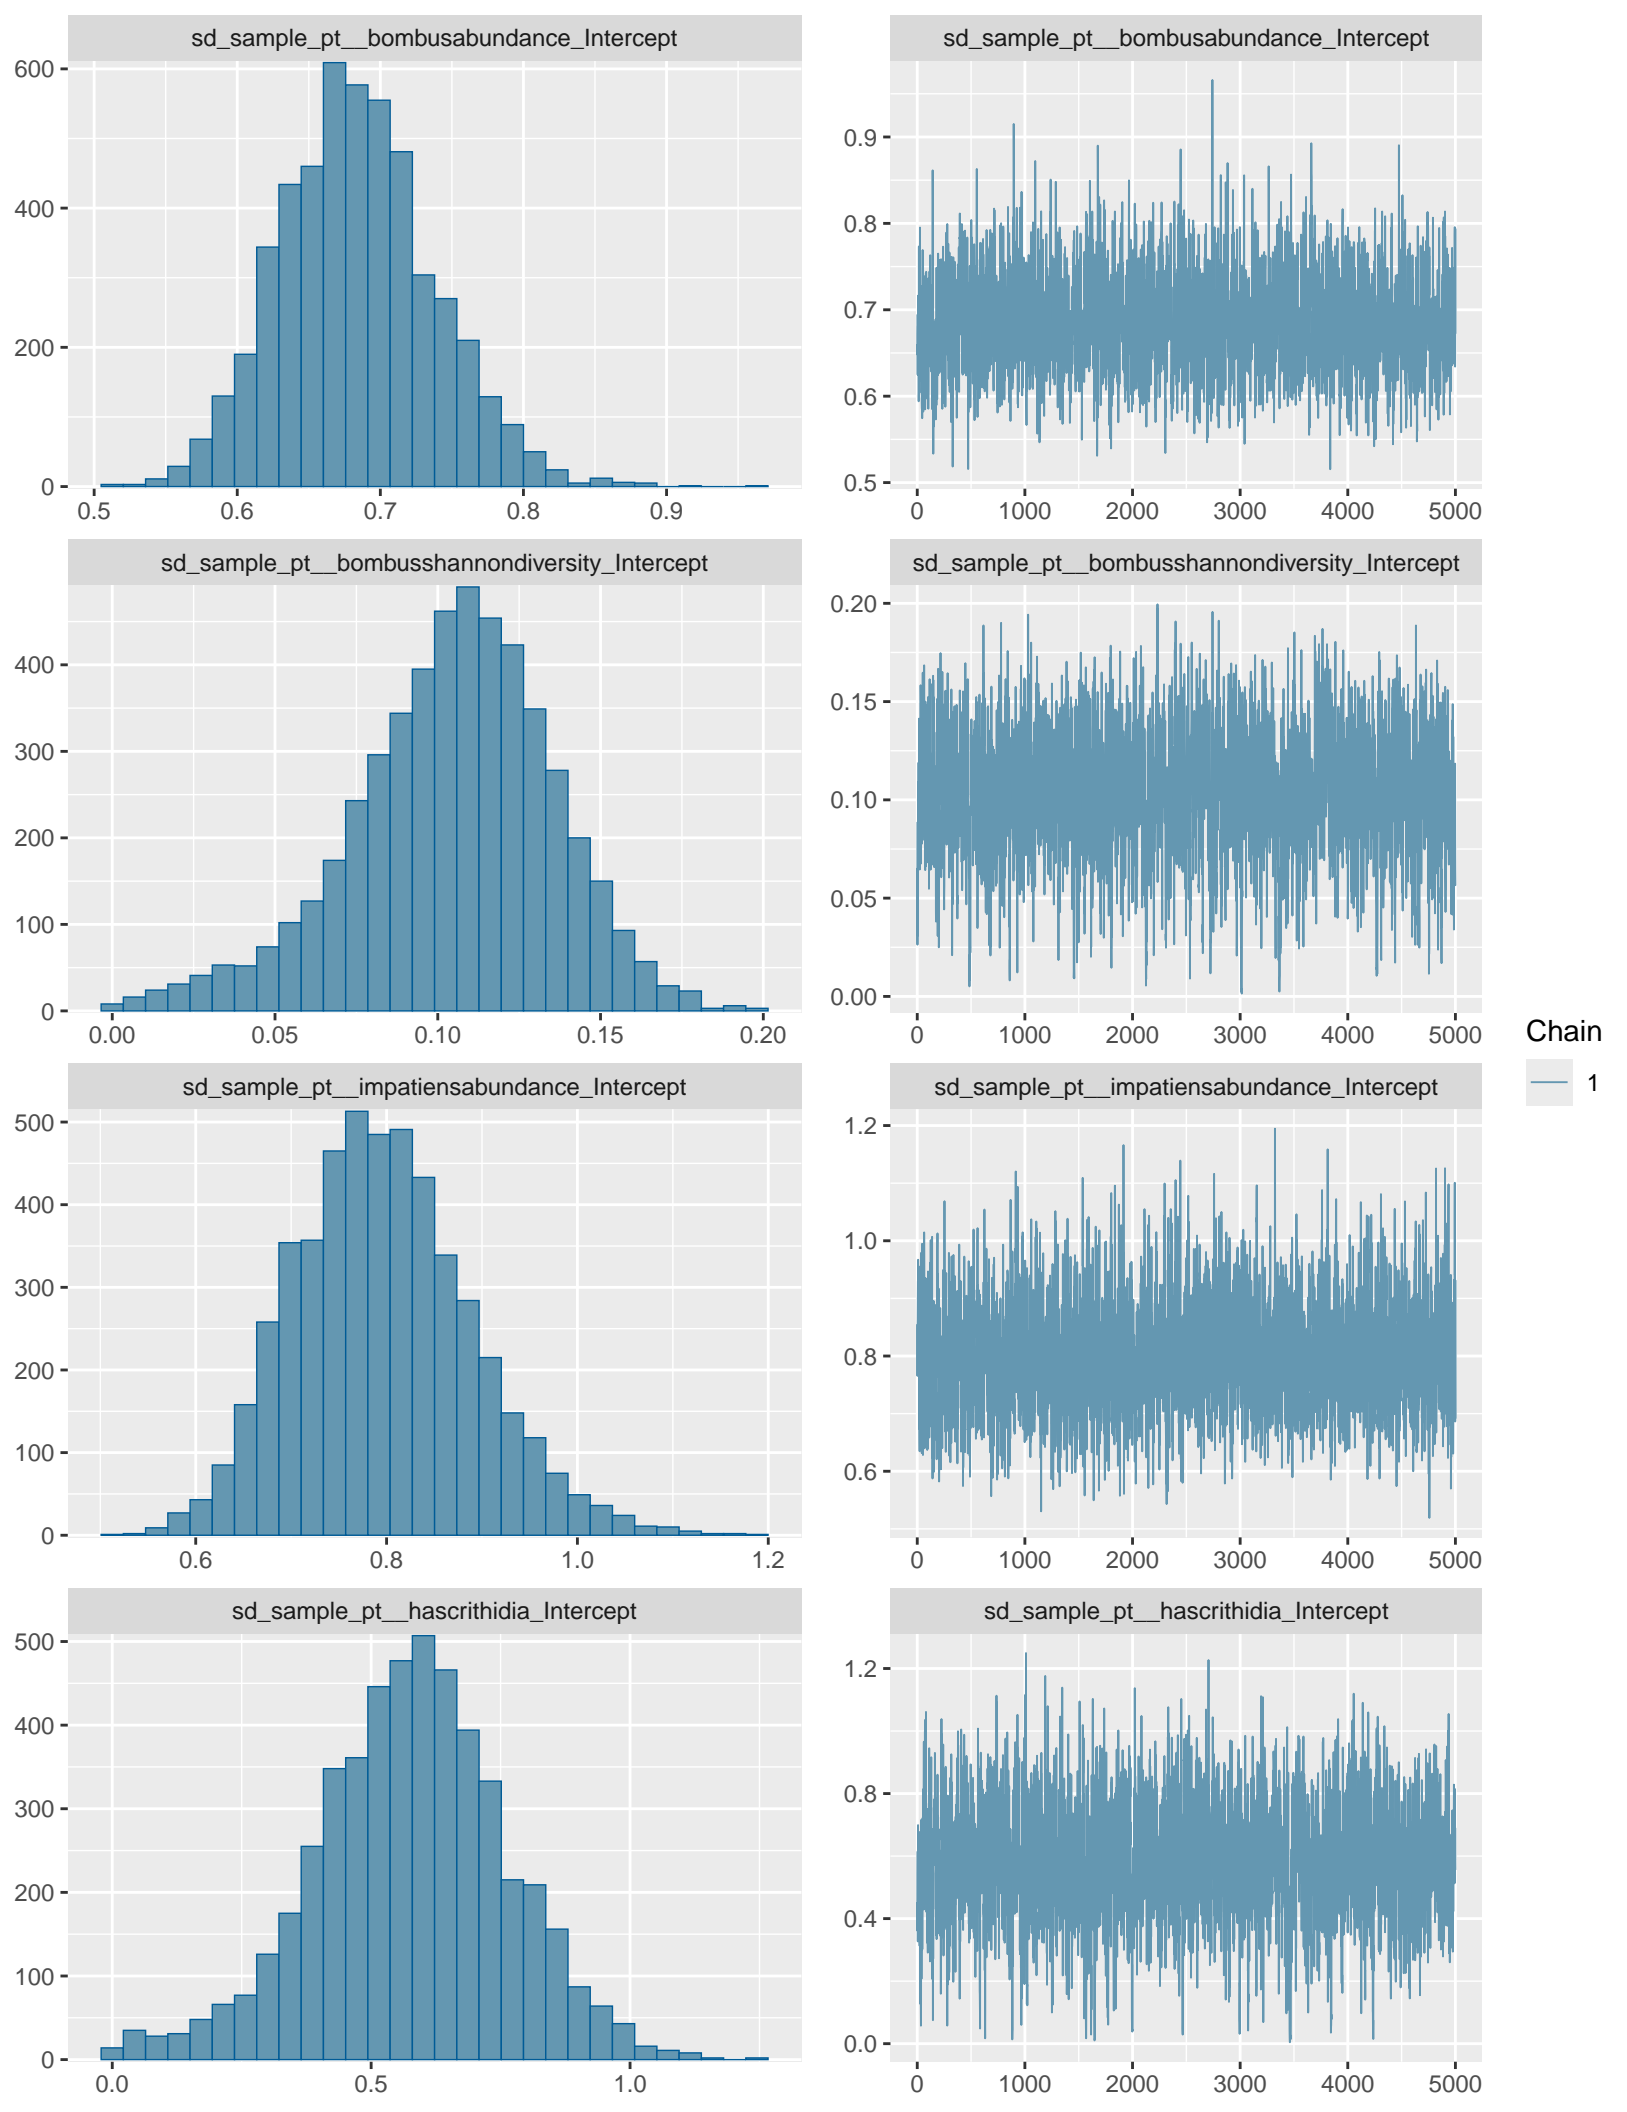 sd_sample_pt__bombusabundance_Intercept
600
400
200
0
0.5 0.6 0.7 0.8 0.9
sd_sample_pt__bombusabundance_Intercept
0.9
0.8
0.7
0.6
0.5
0 1000 2000 3000 4000 5000
sd_sample_pt__bombusshannondiversity_Intercept
400
300
200
100
0
0.00 0.05 0.10 0.15 0.20
sd_sample_pt__bombusshannondiversity_Intercept
0.20
0.15
0.10
0.05
0.00
0 1000 2000 3000 4000 5000
sd_sample_pt__impatiensabundance_Intercept
500
400
300
200
100
0
0.6 0.8 1.0 1.2
sd_sample_pt__impatiensabundance_Intercept
1.2
1.0
0.8
0.6
0 1000 2000 3000 4000 5000
sd_sample_pt__hascrithidia_Intercept
500
400
300
200
100
0
0.0 0.5 1.0
sd_sample_pt__hascrithidia_Intercept
1.2
0.8
0.4
0.0
0 1000 2000 3000 4000 5000
Chain
1